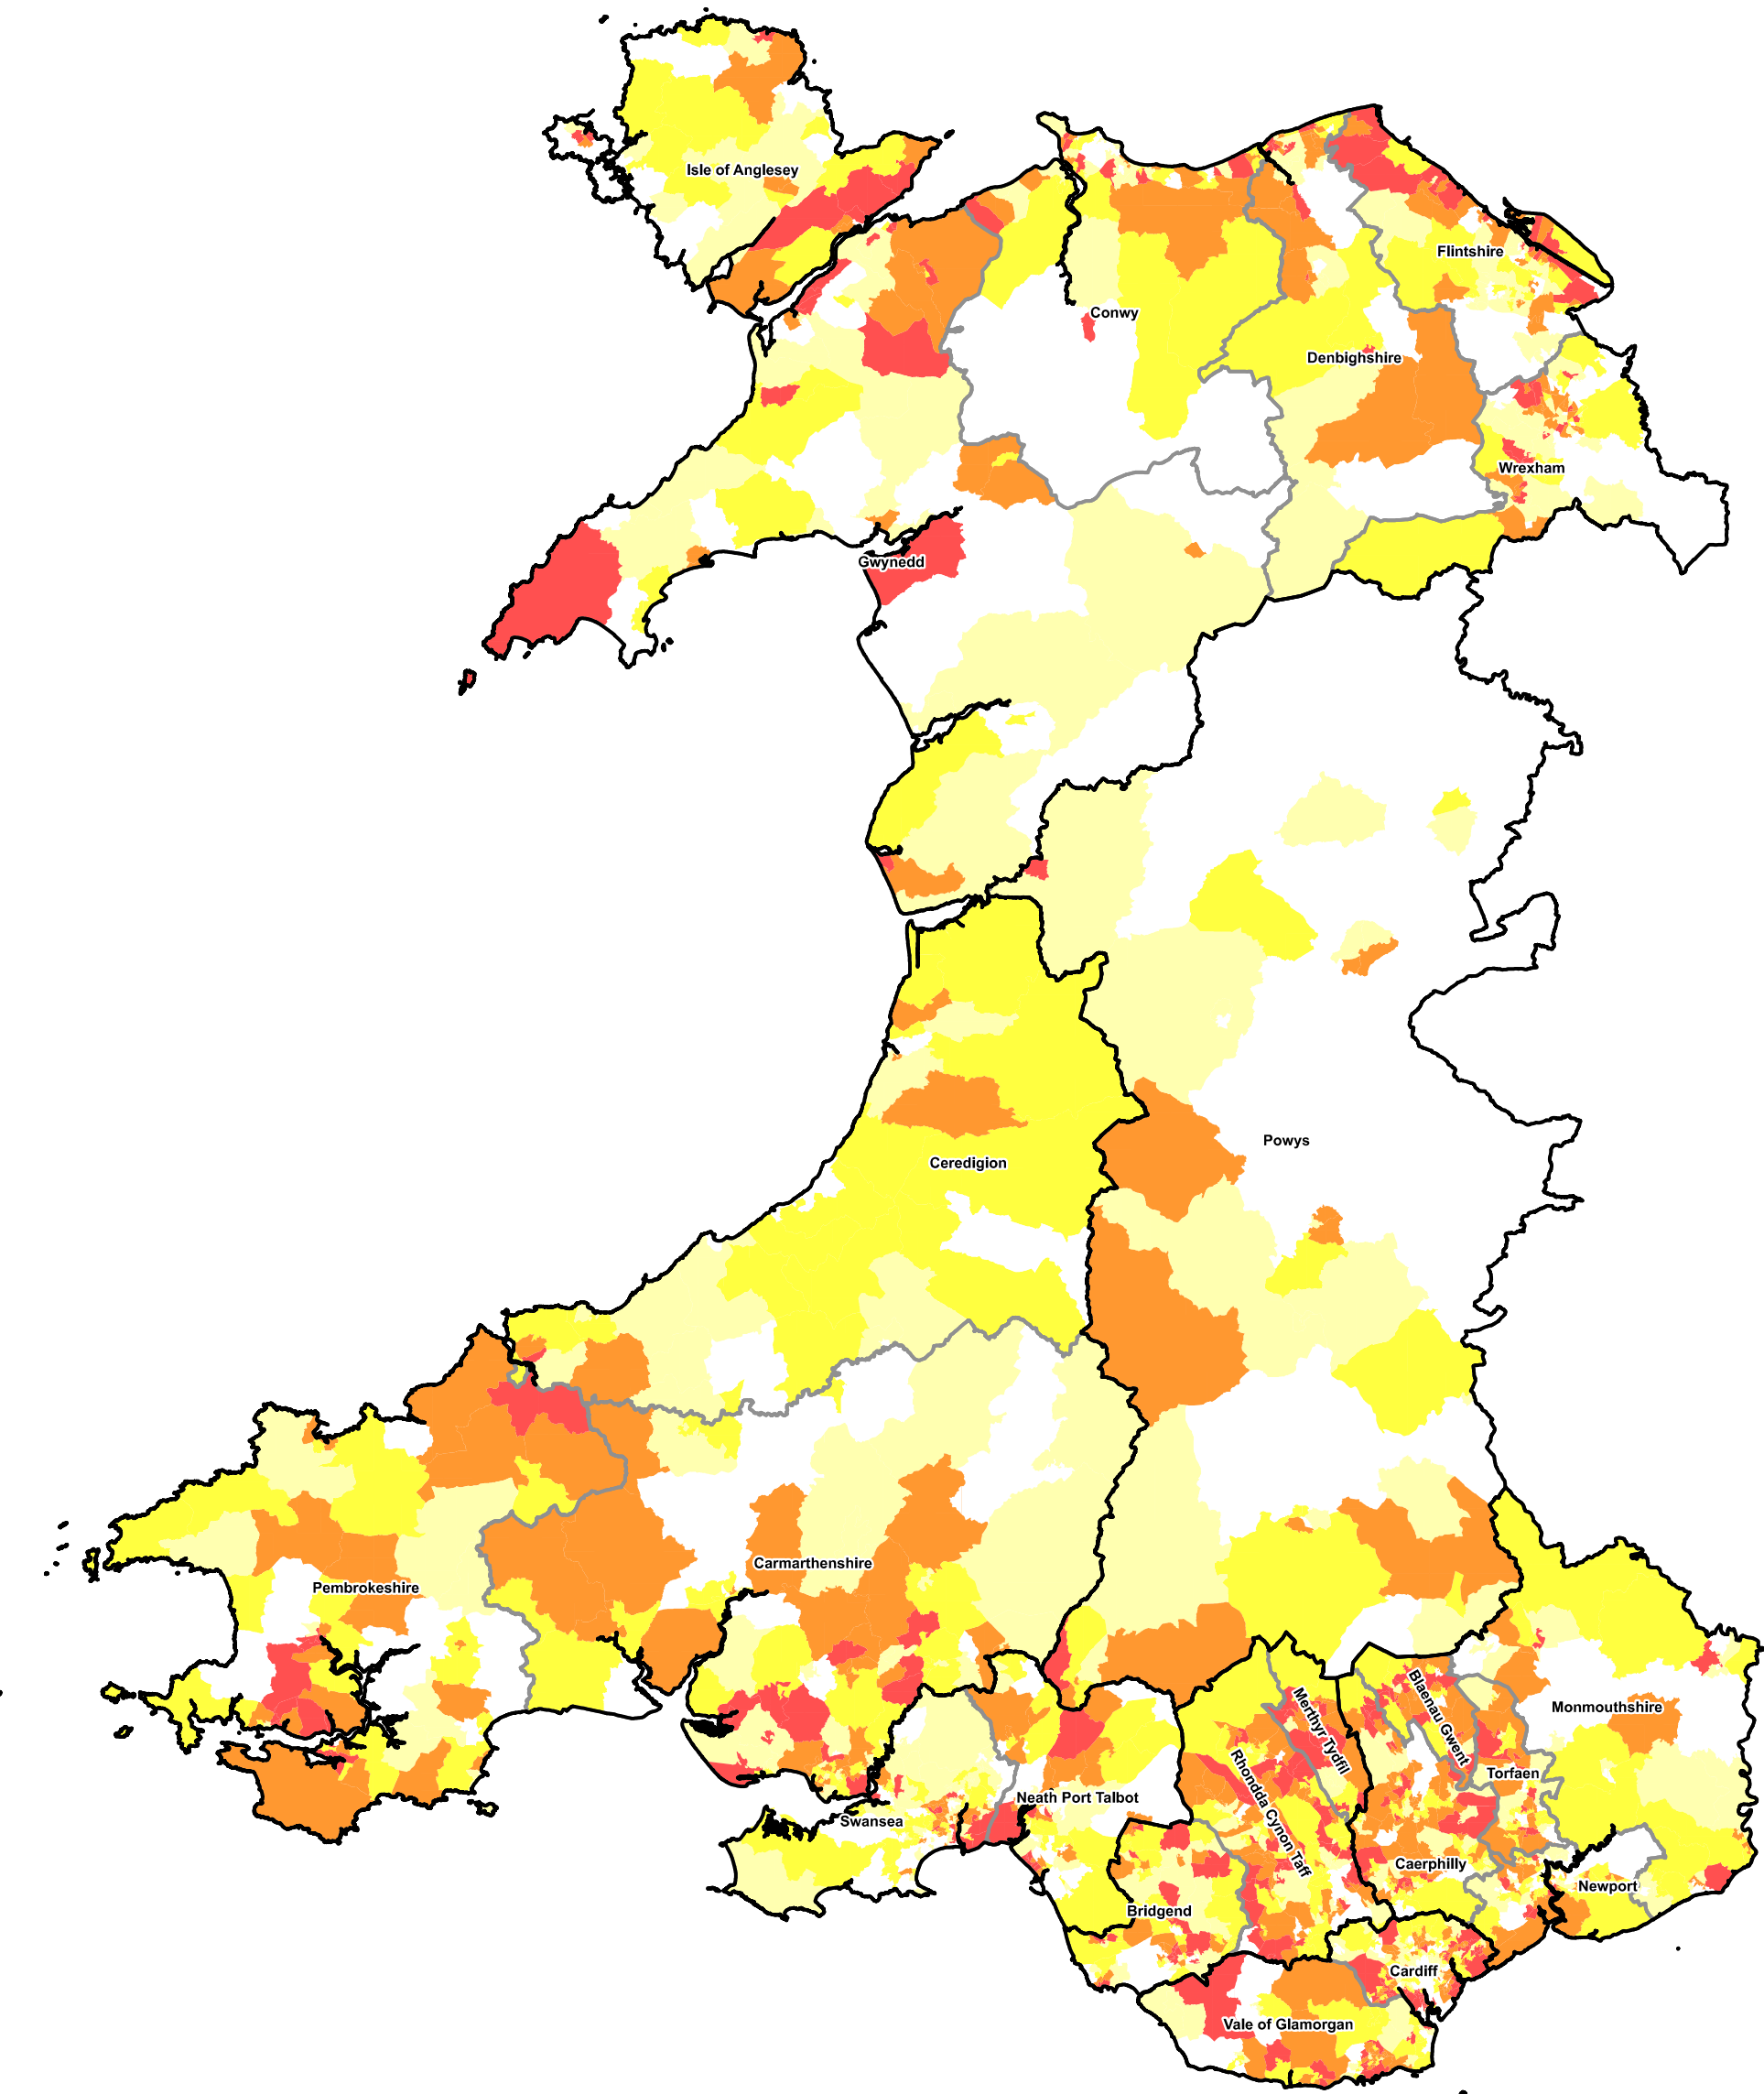 Isle of Anglesey
Flintshire
Conwy
Denbighshire
Wrexham
Gwynedd
Powys
Ceredigion
Carmarthenshire
Pembrokeshire
Merthyr Tydfil
Blaenau Gwent
Monmouthshire
Rhondda Cynon Taff
Torfaen
Neath Port Talbot
Swansea
Caerphilly
Newport
Bridgend
Cardiff
Vale of Glamorgan